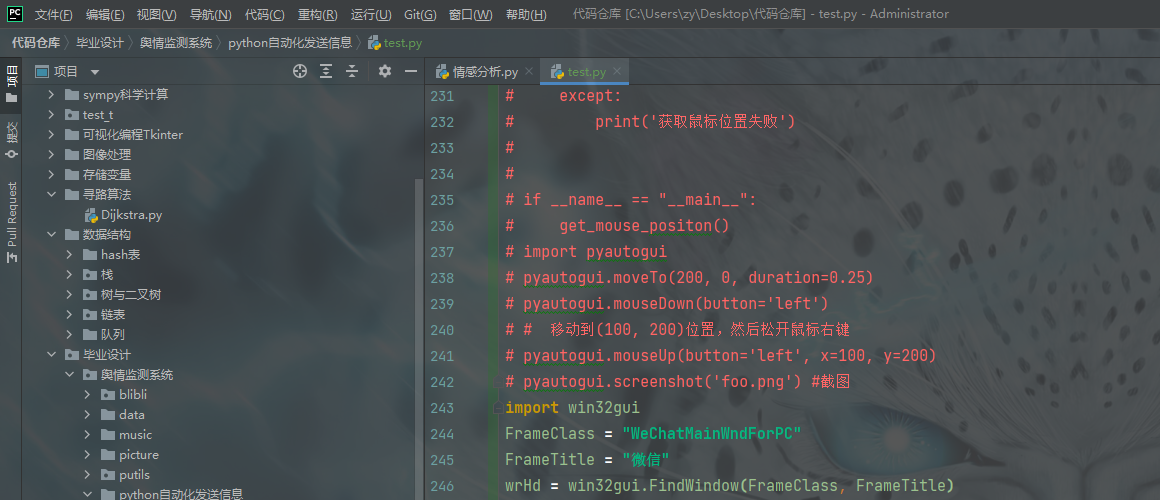 PC 文件(F) 编辑(E) 视图(V) 导航(N) 代码(C) 重构(R) 运行(U) Git(G) 窗口(W) 帮助(H) 代码仓库 [C:\Users\zy\Desktop\代码仓库] - test.py - Administrator
代码仓库 毕业设计 舆情监测系统 python自动化发送信息 test.py
项目
提交
Pull Request
项目
sympy科学计算
test_t
可视化编程Tkinter
图像处理
存储变量
寻路算法
Dijkstra.py
数据结构
hash表
栈
树与二叉树
链表
队列
毕业设计
舆情监测系统
blibli
data
music
picture
putils
python自动化发送信息
情感分析.py test.py
231 #     except:
232 #         print('获取鼠标位置失败')
233 #
234 #
235 # if __name__ == "__main__":
236 #     get_mouse_positon()
237 # import pyautogui
238 # pyautogui.moveTo(200, 0, duration=0.25)
239 # pyautogui.mouseDown(button='left')
240 # #  移动到(100, 200)位置，然后松开鼠标右键
241 # pyautogui.mouseUp(button='left', x=100, y=200)
242 # pyautogui.screenshot('foo.png') #截图
243 import win32gui
244 FrameClass = "WeChatMainWndForPC"
245 FrameTitle = "微信"
246 wrHd = win32gui.FindWindow(FrameClass, FrameTitle)